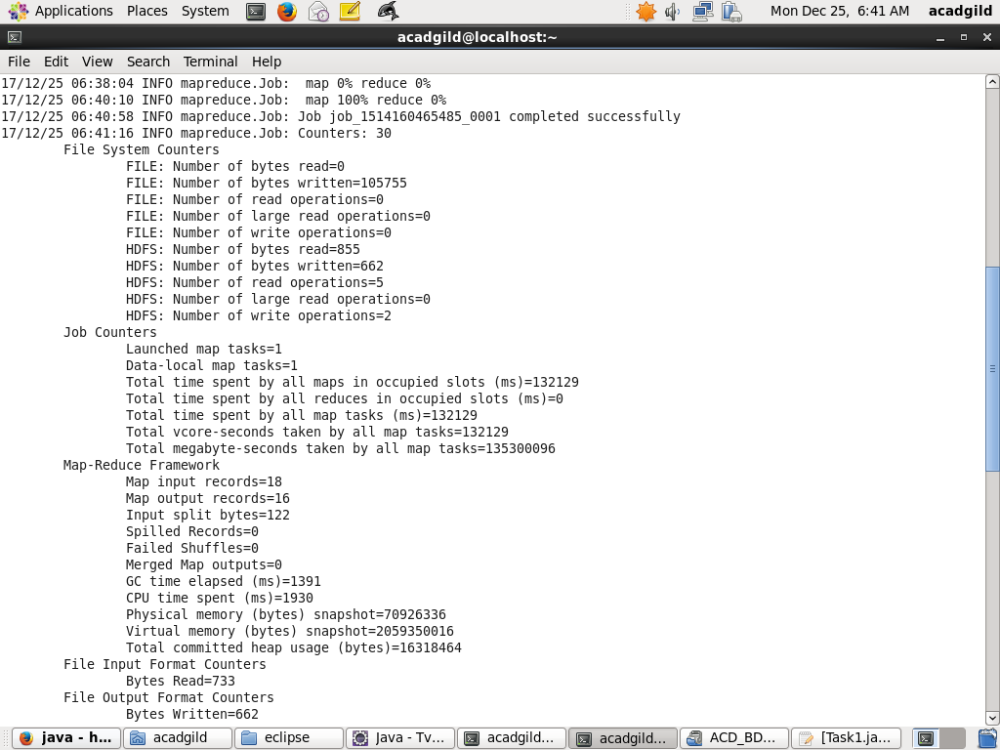 Applications Places System Mon Dec 25, 6:41 AM acadgild
acadgild@localhost:~
File Edit View Search Terminal Help
17/12/25 06:38:04 INFO mapreduce.Job:  map 0% reduce 0%
17/12/25 06:40:10 INFO mapreduce.Job:  map 100% reduce 0%
17/12/25 06:40:58 INFO mapreduce.Job: Job job_1514160465485_0001 completed successfully
17/12/25 06:41:16 INFO mapreduce.Job: Counters: 30
File System Counters
FILE: Number of bytes read=0
FILE: Number of bytes written=105755
FILE: Number of read operations=0
FILE: Number of large read operations=0
FILE: Number of write operations=0
HDFS: Number of bytes read=855
HDFS: Number of bytes written=662
HDFS: Number of read operations=5
HDFS: Number of large read operations=0
HDFS: Number of write operations=2
Job Counters
Launched map tasks=1
Data-local map tasks=1
Total time spent by all maps in occupied slots (ms)=132129
Total time spent by all reduces in occupied slots (ms)=0
Total time spent by all map tasks (ms)=132129
Total vcore-seconds taken by all map tasks=132129
Total megabyte-seconds taken by all map tasks=135300096
Map-Reduce Framework
Map input records=18
Map output records=16
Input split bytes=122
Spilled Records=0
Failed Shuffles=0
Merged Map outputs=0
GC time elapsed (ms)=1391
CPU time spent (ms)=1930
Physical memory (bytes) snapshot=70926336
Virtual memory (bytes) snapshot=2059350016
Total committed heap usage (bytes)=16318464
File Input Format Counters
Bytes Read=733
File Output Format Counters
Bytes Written=662
java - h... acadgild eclipse Java - Tv... acadgild... acadgild... ACD_BD... [Task1.ja...